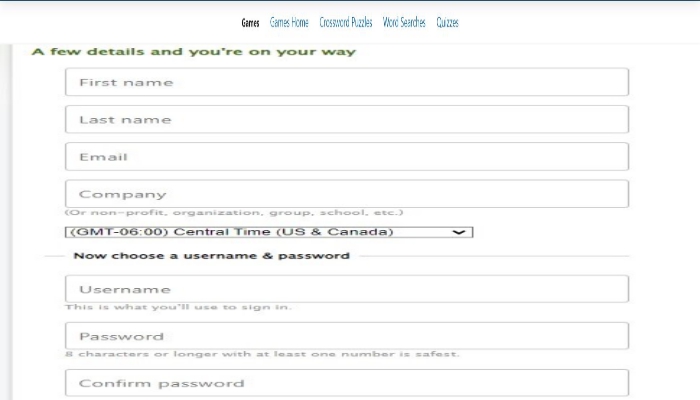 Games Games Home Crossword Puzzles Word Searches Quizzes
A few details and you're on your way
First name
Last name
Email
Company
(Or non-profit, organization, group, school, etc.)
(GMT-06:00) Central Time (US & Canada)
Now choose a username & password
Username
This is what you'll use to sign in.
Password
8 characters or longer with at least one number is safest.
Confirm password